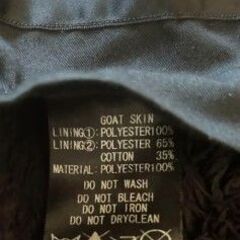 GOAT SKIN
LINING①: POLYESTER100%
LINING②: POLYESTER 65%
COTTON 35%
MATERIAL: POLYESTER100%
DO NOT WASH
DO NOT BLEACH
DO NOT IRON
DO NOT DRYCLEAN